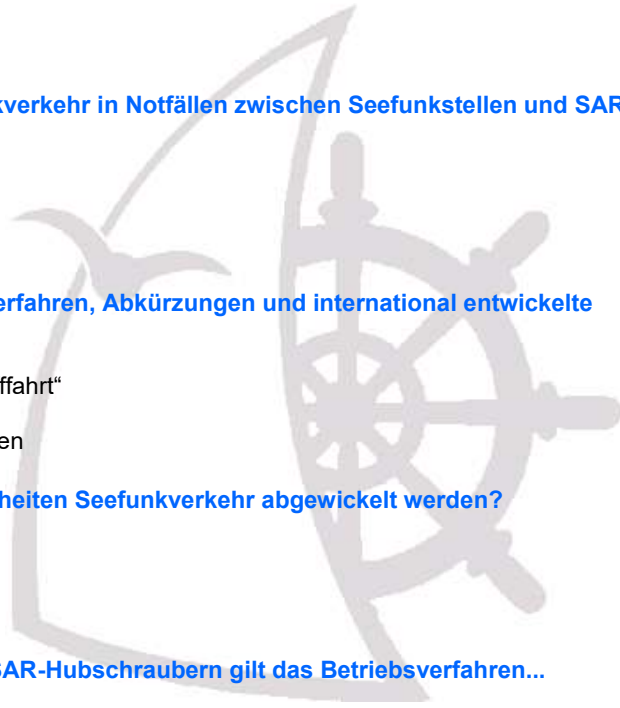 kverkehr in Notfällen zwischen Seefunkstellen und SAR
erfahren, Abkürzungen und international entwickelte
ffahrt“
en
heiten Seefunkverkehr abgewickelt werden?
SAR-Hubschraubern gilt das Betriebsverfahren...